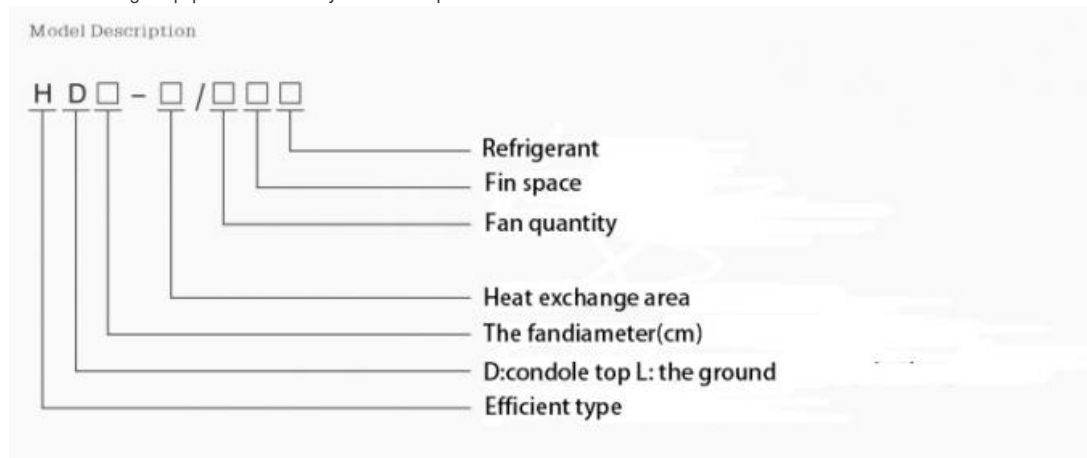 Model Description
H D□-□/□□□
Refrigerant
Fin space
Fan quantity
Heat exchange area
The fandiameter(cm)
D:condole top L: the ground
Efficient type